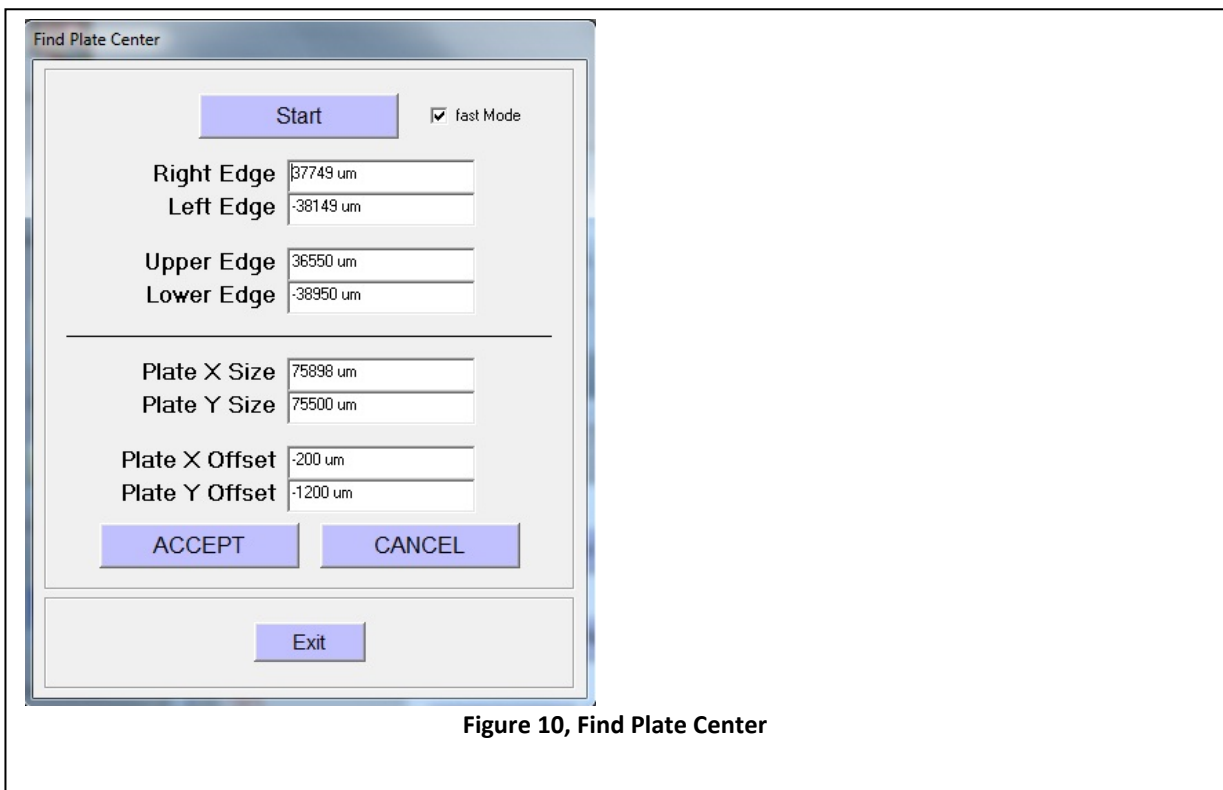 Find Plate Center
Start fast Mode
Right Edge 37749 um
Left Edge -38149 um
Upper Edge 36550 um
Lower Edge -38950 um
Plate X Size 75898 um
Plate Y Size 75500 um
Plate X Offset -200 um
Plate Y Offset -1200 um
ACCEPT CANCEL
Exit
Figure 10, Find Plate Center